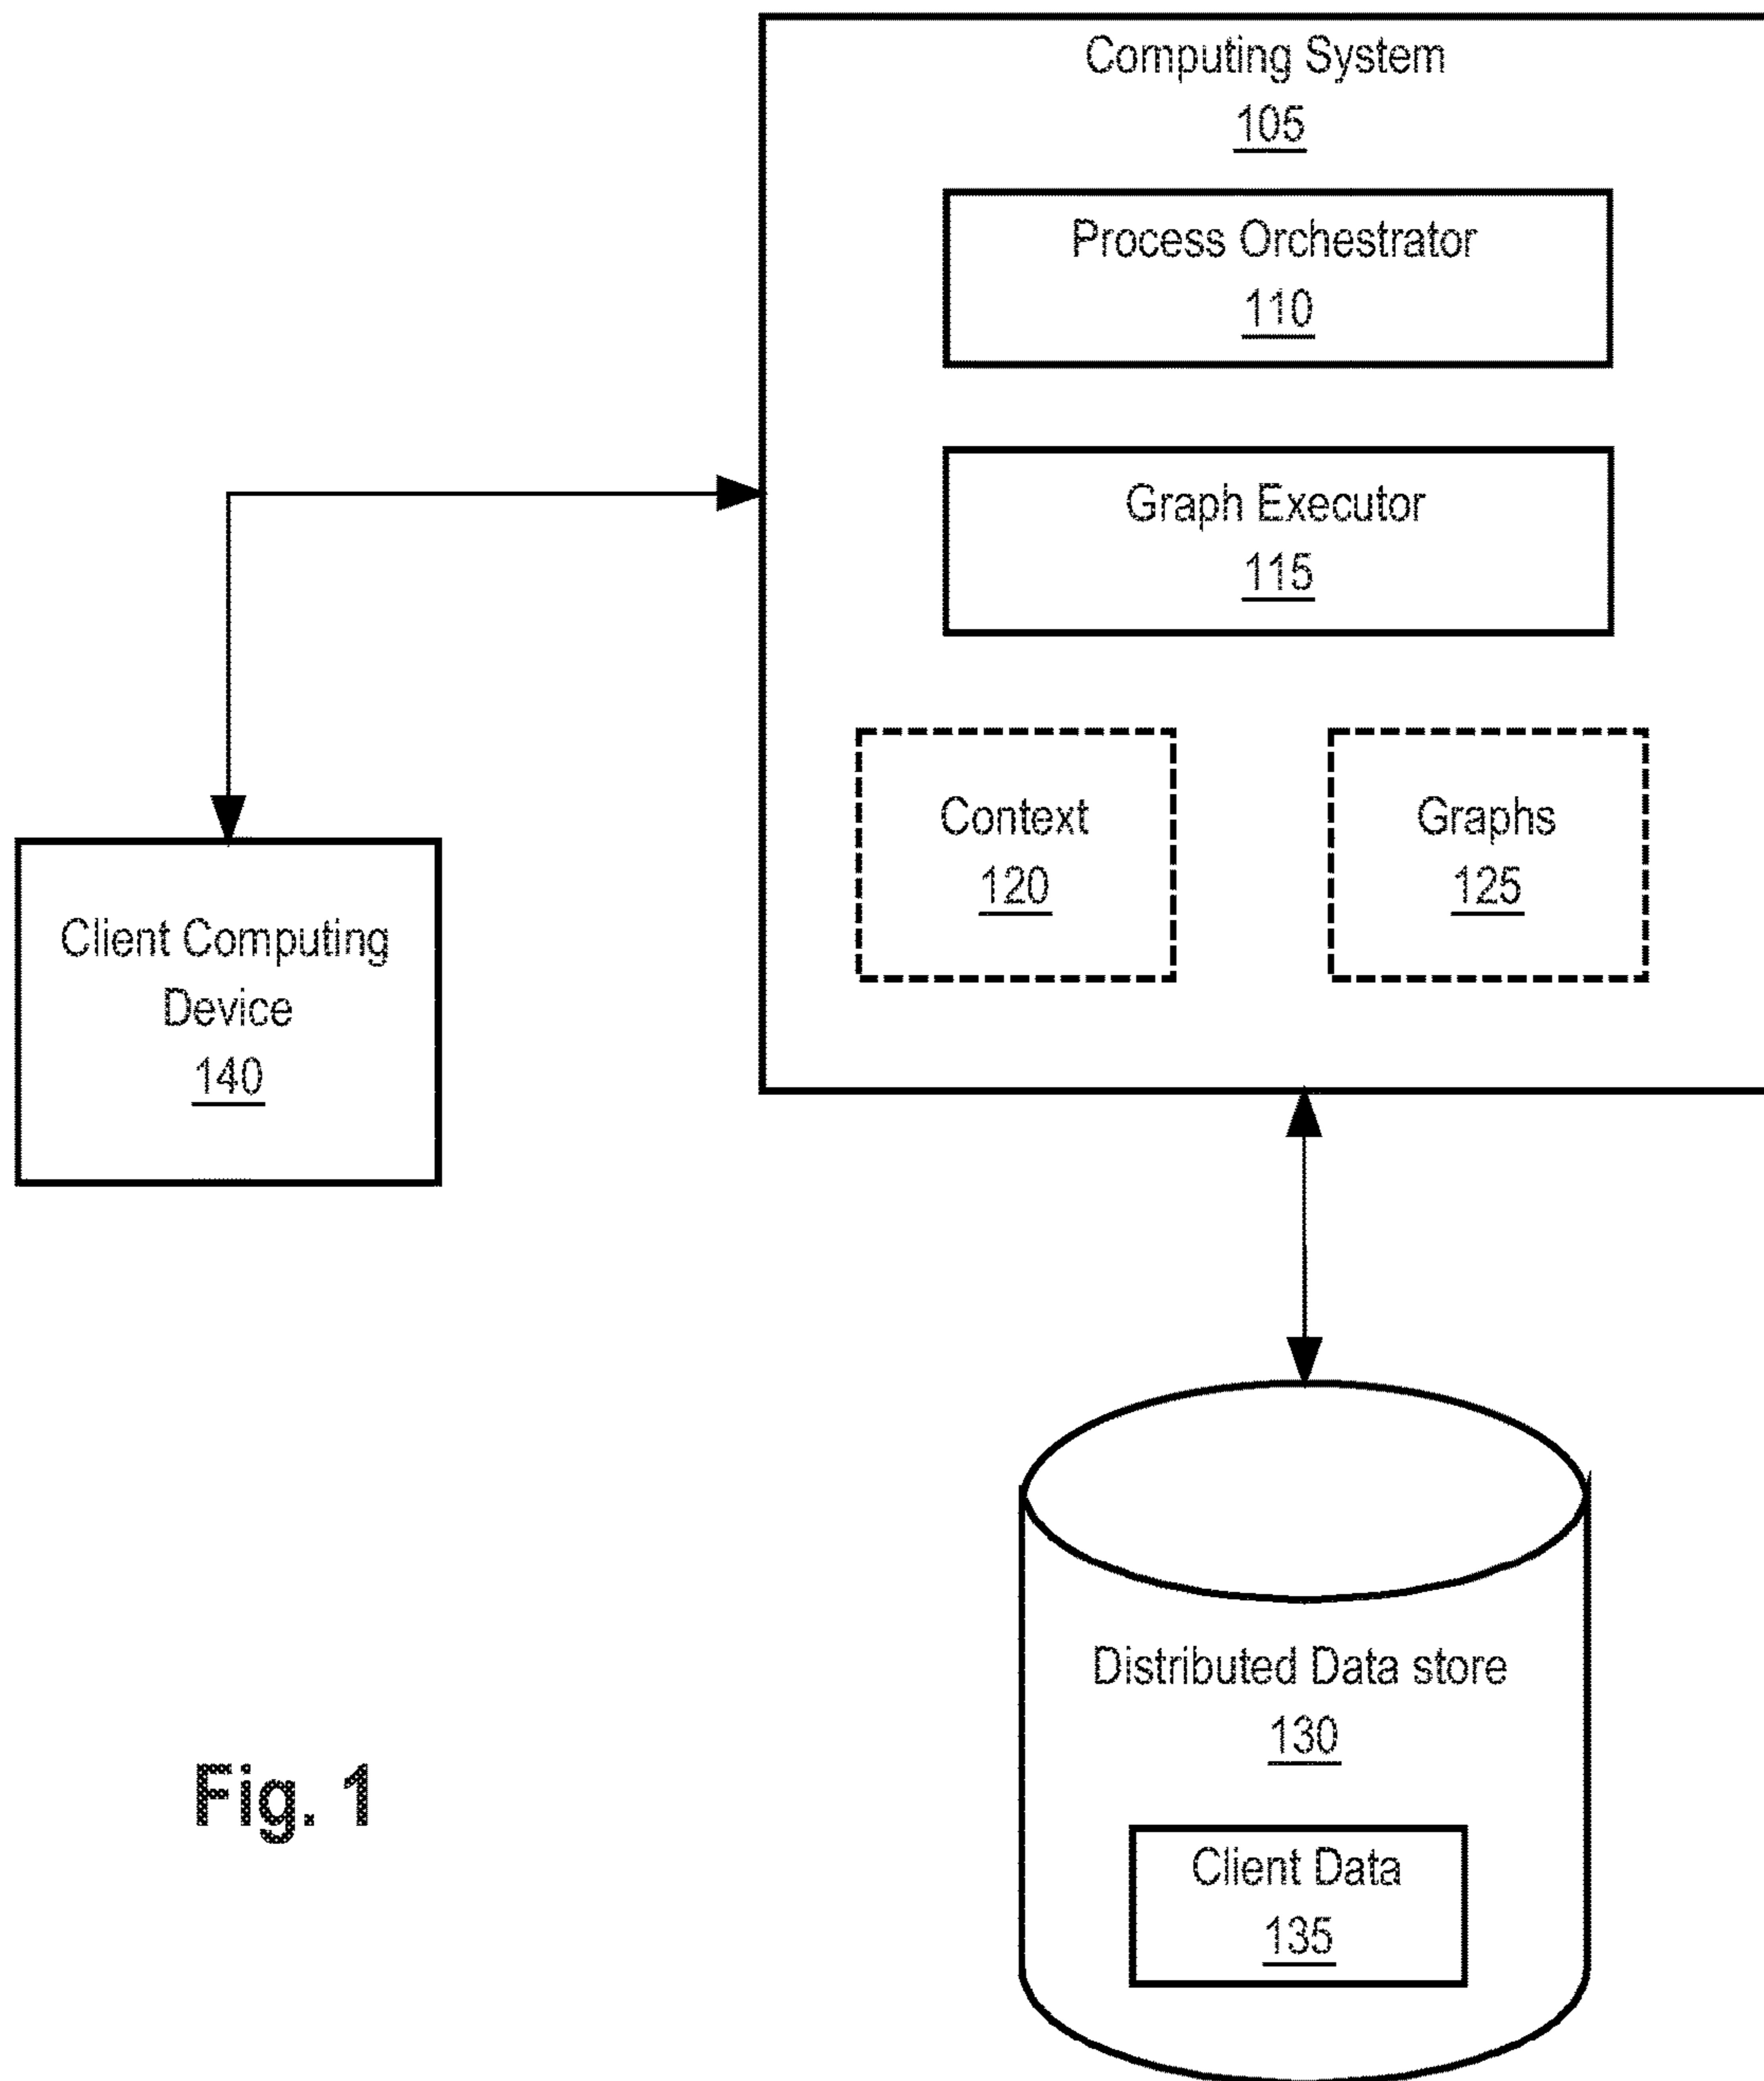 Computing System
105
Process Orchestrator
110
Graph Executor
115
Context
120
Graphs
125
Client Computing
Device
140
Distributed Data store
130
Client Data
135
Fig. 1